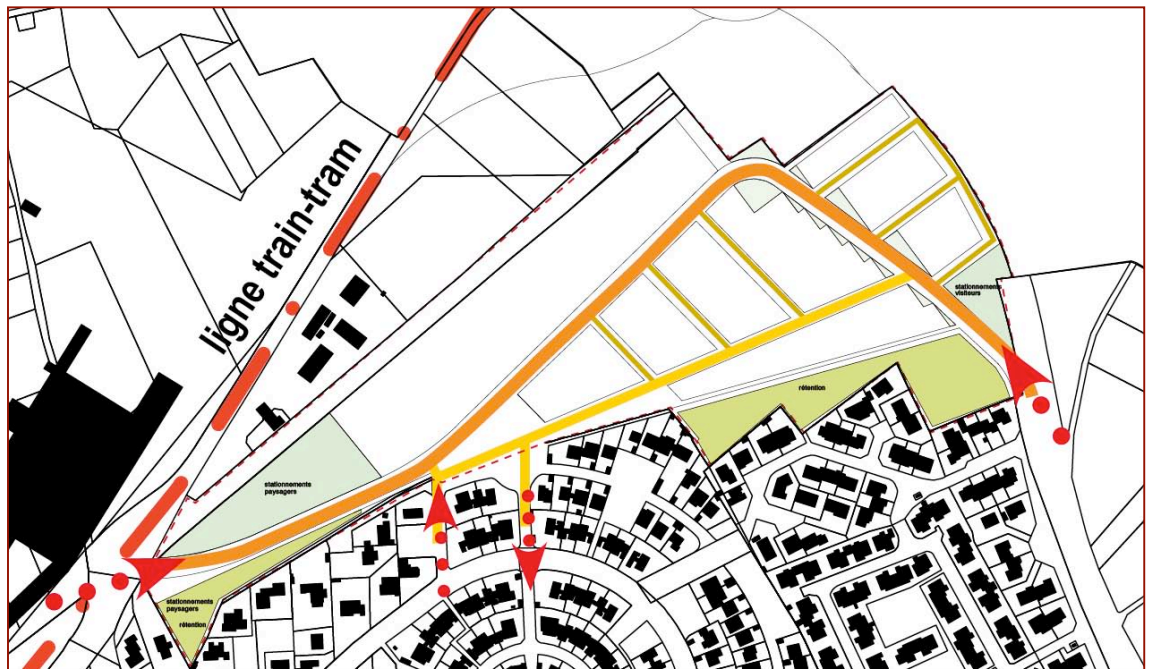 ligne train-tram
stationnements
visiteurs
rétention
stationnements
paysagers
stationnements
paysagers
rétention